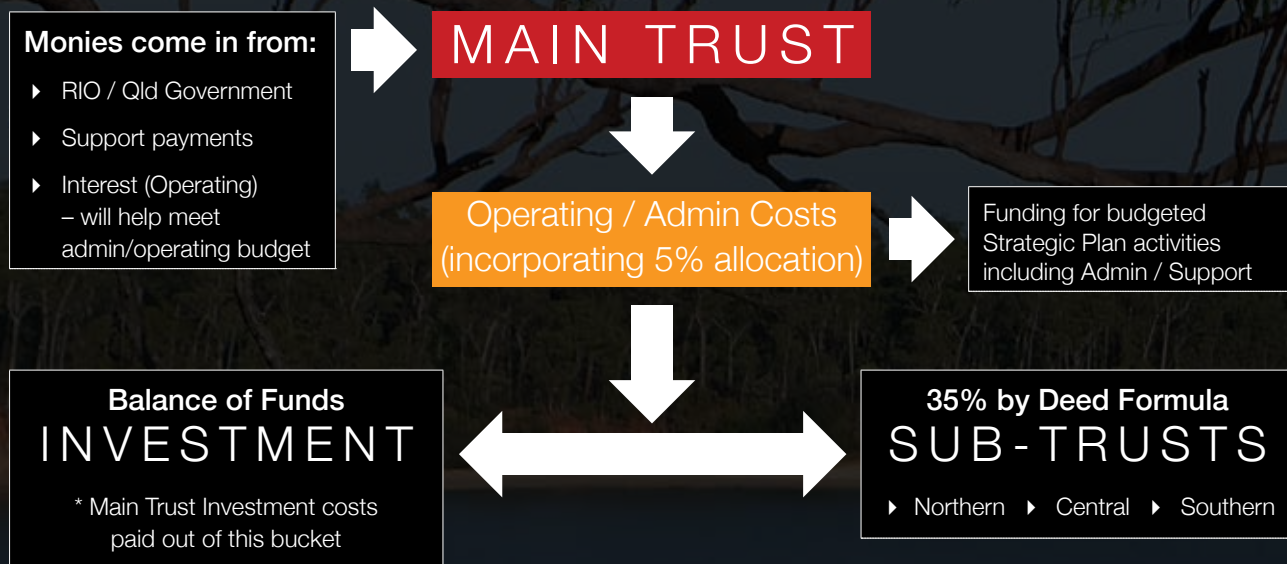 Monies come in from:
‣ RIO / Qld Government
‣ Support payments
‣ Interest (Operating)
– will help meet
admin/operating budget
MAIN TRUST
Operating / Admin Costs
(incorporating 5% allocation)
Funding for budgeted
Strategic Plan activities
including Admin / Support
Balance of Funds
INVESTMENT
* Main Trust Investment costs
paid out of this bucket
35% by Deed Formula
SUB-TRUSTS
‣ Northern ‣ Central ‣ Southern